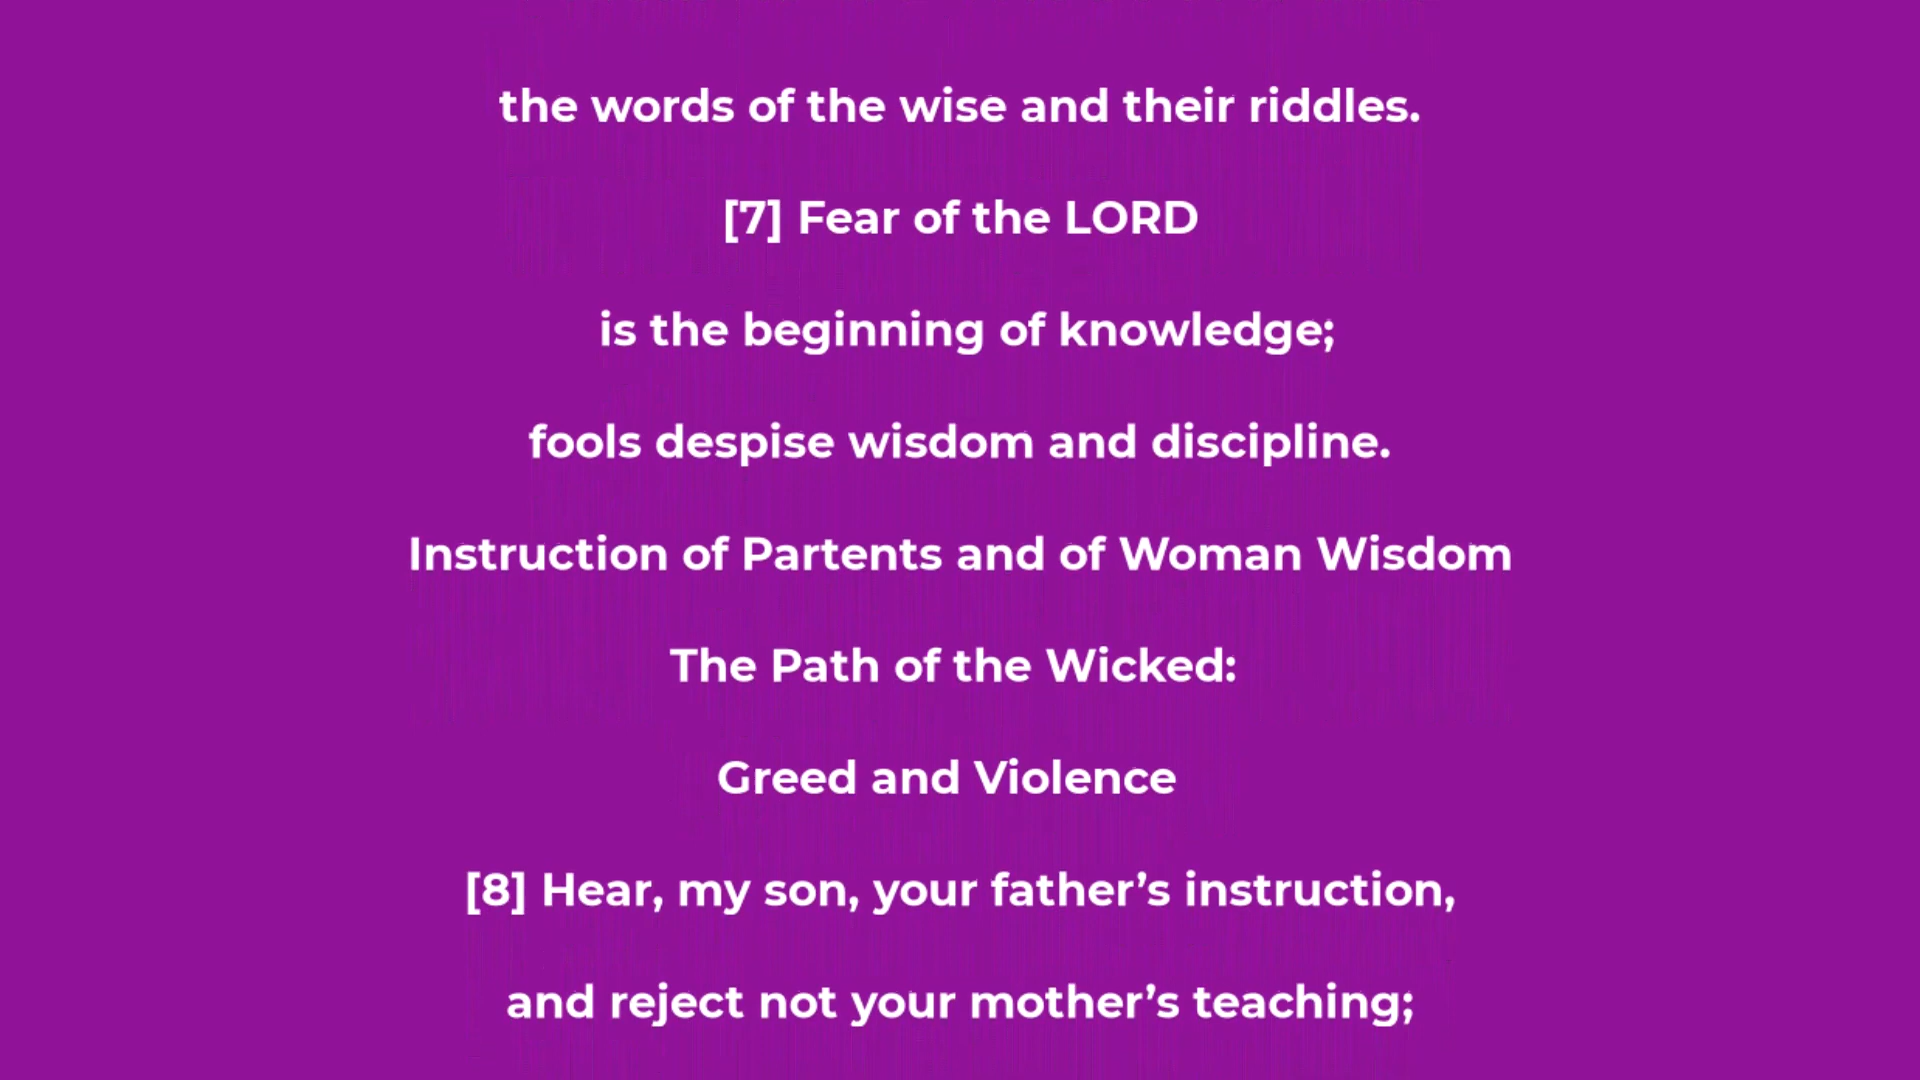 the words of the wise and their riddles.
[7] Fear of the LORD
is the beginning of knowledge;
fools despise wisdom and discipline.
Instruction of Partents and of Woman Wisdom
The Path of the Wicked:
Greed and Violence
[8] Hear, my son, your father’s instruction,
and reject not your mother’s teaching;